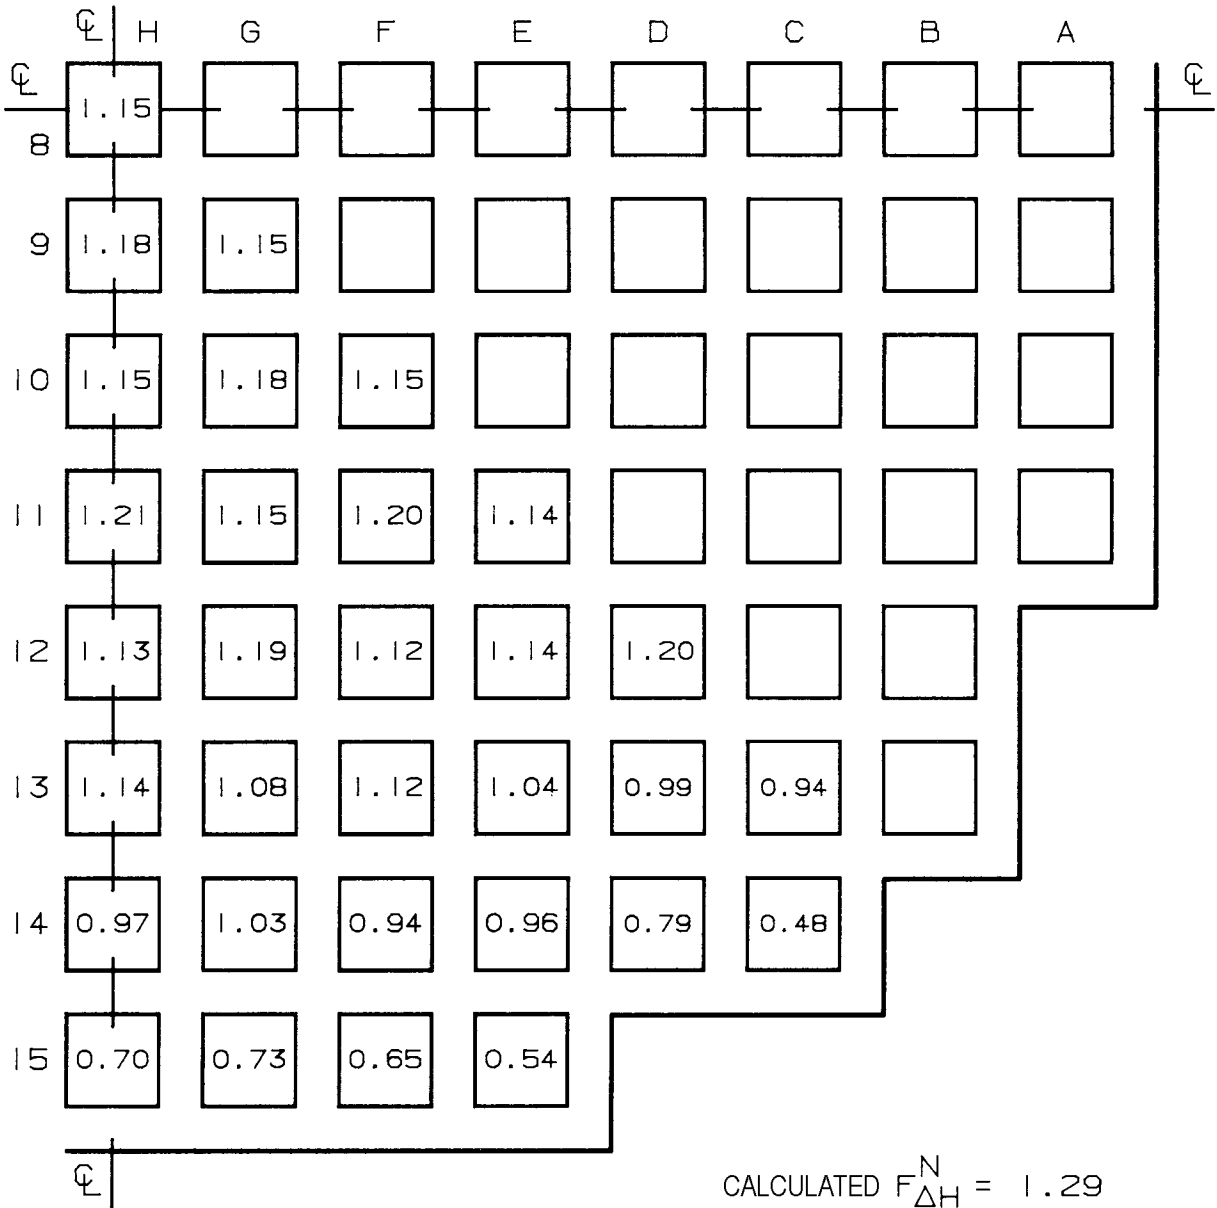 ℄ H G F E D C B A
℄ 1.15 ℄
8
9 1.18 1.15
10 1.15 1.18 1.15
11 1.21 1.15 1.20 1.14
12 1.13 1.19 1.12 1.14 1.20
13 1.14 1.08 1.12 1.04 0.99 0.94
14 0.97 1.03 0.94 0.96 0.79 0.48
15 0.70 0.73 0.65 0.54
℄
CALCULATED F^N_ΔH = 1.29